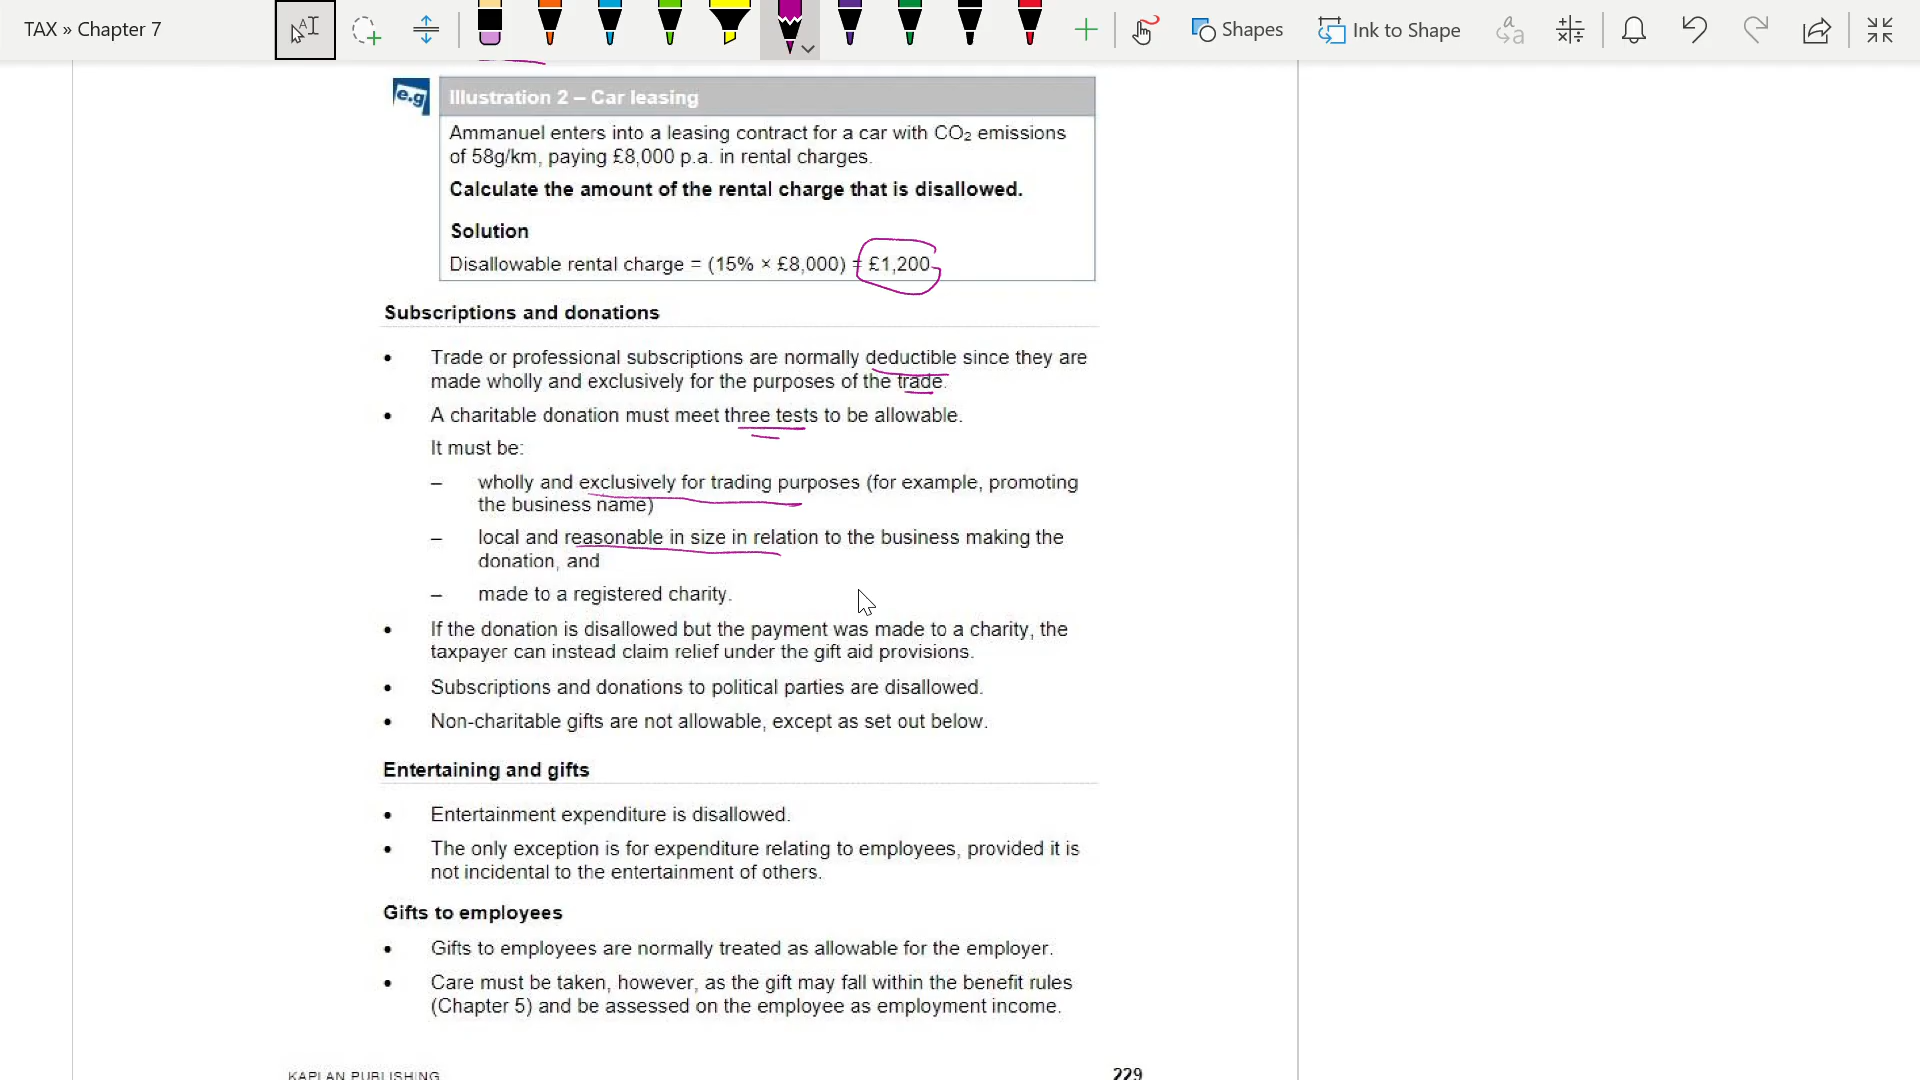 TAX » Chapter 7
Shapes
Ink to Shape
e.g
Illustration 2 – Car leasing
Ammanuel enters into a leasing contract for a car with CO₂ emissions
of 58g/km, paying £8,000 p.a. in rental charges.
Calculate the amount of the rental charge that is disallowed.
Solution
Disallowable rental charge = (15% × £8,000) = £1,200
Subscriptions and donations
• Trade or professional subscriptions are normally deductible since they are
made wholly and exclusively for the purposes of the trade.
• A charitable donation must meet three tests to be allowable.
It must be:
– wholly and exclusively for trading purposes (for example, promoting
the business name)
– local and reasonable in size in relation to the business making the
donation, and
– made to a registered charity.
• If the donation is disallowed but the payment was made to a charity, the
taxpayer can instead claim relief under the gift aid provisions.
• Subscriptions and donations to political parties are disallowed.
• Non-charitable gifts are not allowable, except as set out below.
Entertaining and gifts
• Entertainment expenditure is disallowed.
• The only exception is for expenditure relating to employees, provided it is
not incidental to the entertainment of others.
Gifts to employees
• Gifts to employees are normally treated as allowable for the employer.
• Care must be taken, however, as the gift may fall within the benefit rules
(Chapter 5) and be assessed on the employee as employment income.
KAPLAN PUBLISHING 229